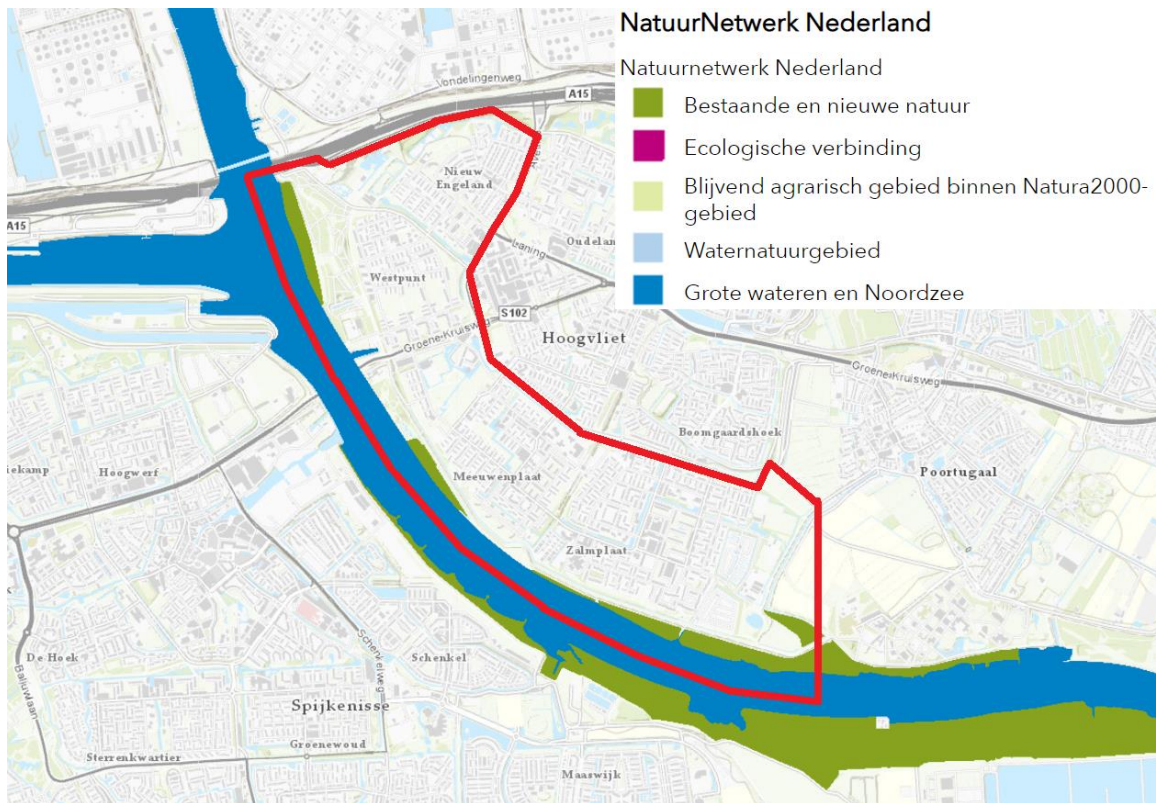 NatuurNetwerk Nederland
Natuurnetwerk Nederland
Bestaande en nieuwe natuur
Ecologische verbinding
Blijvend agrarisch gebied binnen Natura2000-
gebied
Waternatuurgebied
Grote wateren en Noordzee
Vondelingenweg
A15
Nieuw
Engeland
A15
Oudelan
Westpunt
S102
Groene-Kruisweg
Hoogvliet
Groene-Kruisweg
Boomgaardshoek
Hoogwerf
Meeuwenplaat
Poortugaal
Zalmplaat
De Hoek
Schenkelweg
Schenkel
Baljuwlaan
Spijkenisse
Groenewoud
Sterrenkwartier
Maaswijk